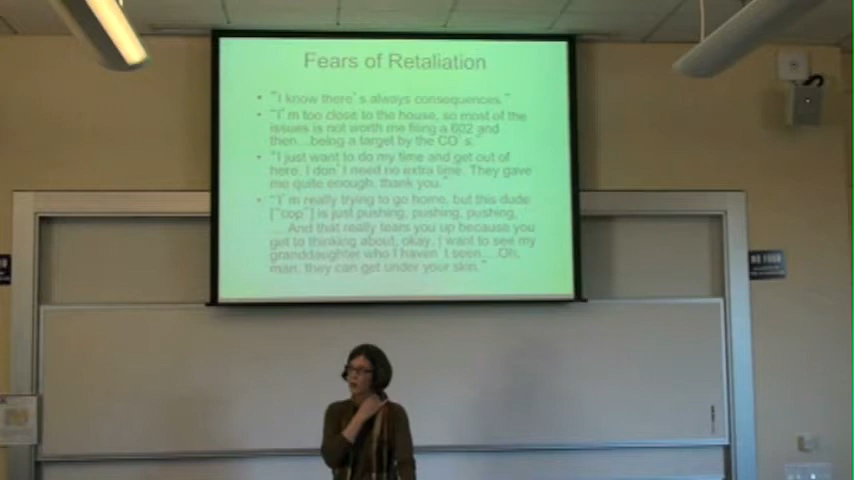 Fears of Retaliation
• "I know there's always consequences."
• "I'm too close to the house, so most of the
issues is not worth me filing a 602 and
then...being a target by the CO's."
• "I just want to do my time and get out of
here. I don't need no extra time. They gave
me quite enough, thank you."
• "I'm really trying to go home, but this dude
["cop"] is just pushing, pushing, pushing.
...And that really tears you up because you
get to thinking about, okay, I want to see my
granddaughter who I haven't seen....Oh,
man, they can get under your skin."